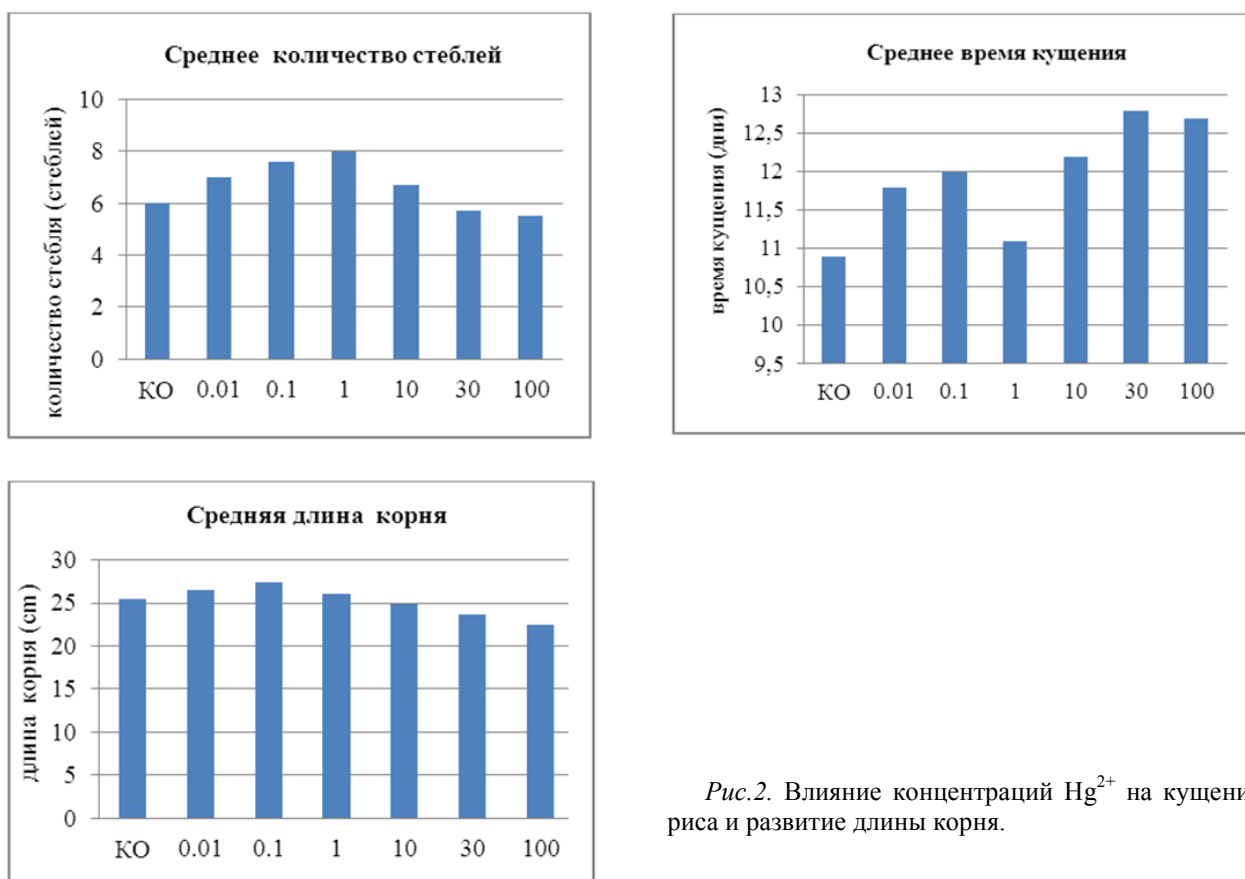 Среднее количество стеблей
количество стебля (стеблей)
10
8
6
4
2
0
КО 0.01 0.1 1 10 30 100
Среднее время кущения
время кущения (дни)
13
12,5
12
11,5
11
10,5
10
9,5
КО 0.01 0.1 1 10 30 100
Средняя длина корня
длина корня (cm)
30
25
20
15
10
5
0
КО 0.01 0.1 1 10 30 100
Рис.2. Влияние концентраций Hg²⁺ на кущени
риса и развитие длины корня.